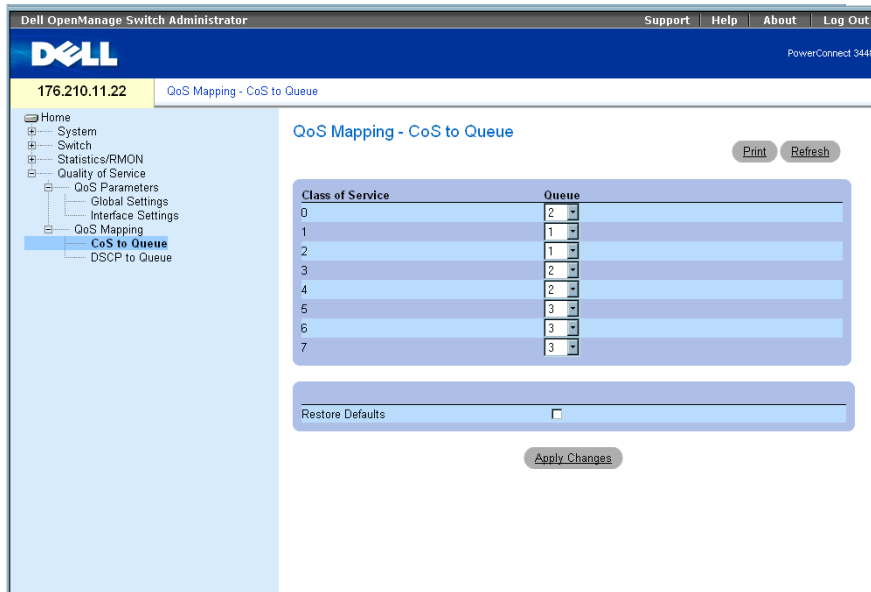 Dell OpenManage Switch Administrator
Support | Help | About | Log Out
DELL
PowerConnect 3448
176.210.11.22
QoS Mapping - CoS to Queue
Home
System
Switch
Statistics/RMON
Quality of Service
QoS Parameters
Global Settings
Interface Settings
QoS Mapping
CoS to Queue
DSCP to Queue
QoS Mapping - CoS to Queue
Print Refresh
Class of Service Queue
0 2
1 1
2 1
3 2
4 2
5 3
6 3
7 3
Restore Defaults
Apply Changes